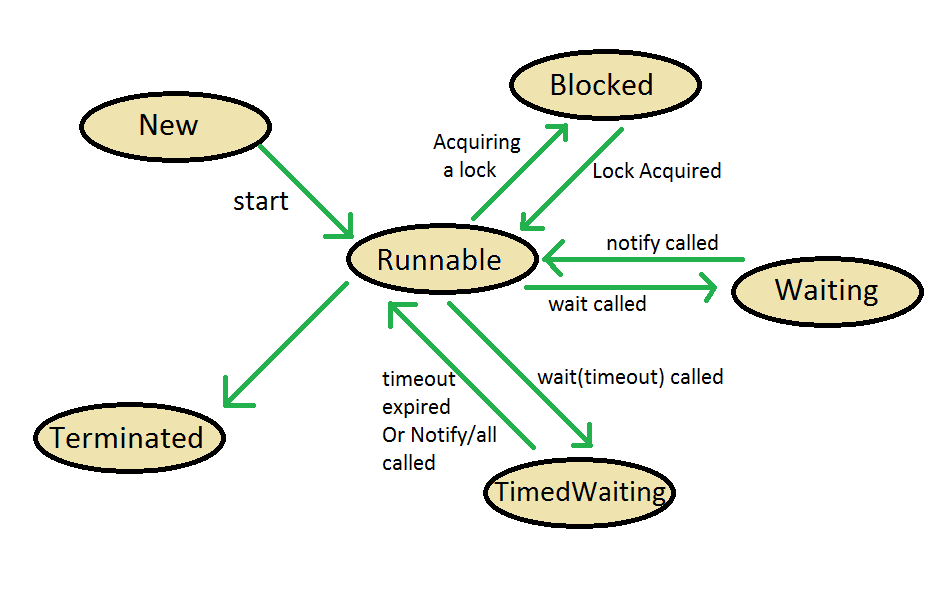 Blocked
New
Acquiring
a lock
Lock Acquired
start
notify called
Runnable
Waiting
wait called
timeout
expired
Or Notify/all
called
wait(timeout) called
Terminated
TimedWaiting